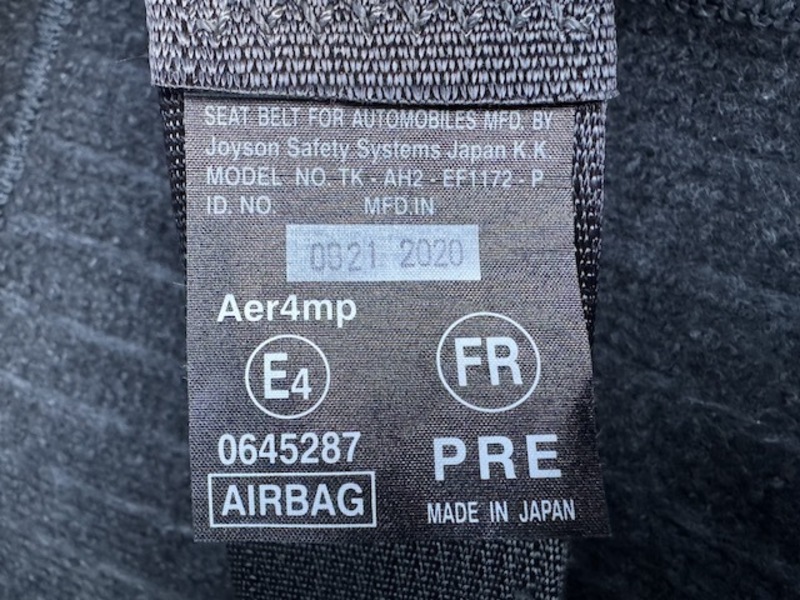 SEAT BELT FOR AUTOMOBILES MFD. BY
Joyson Safety Systems Japan K.K.
MODEL NO. TK - AH2 - EF1172 - P
ID. NO. MFD.IN
0821 2020
Aer4mp
E4 FR
0645287 PRE
AIRBAG MADE IN JAPAN